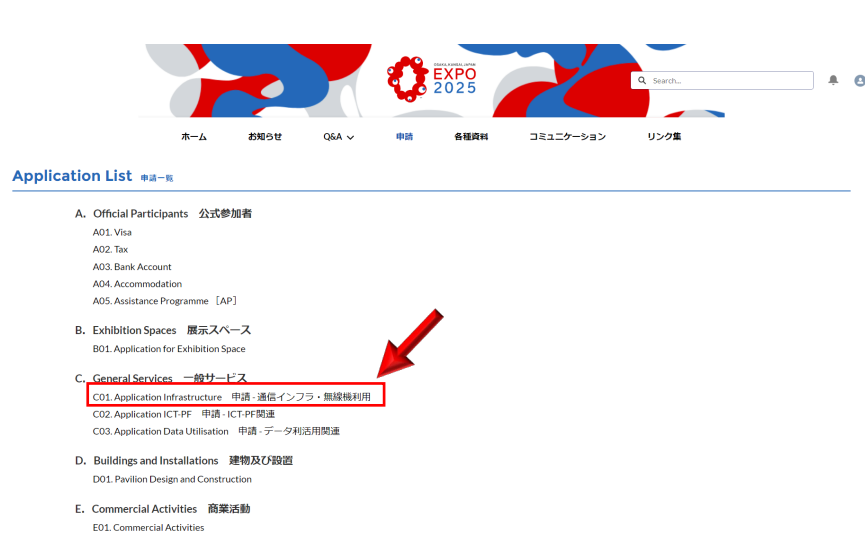 OSAKA, KANSAI, JAPAN
EXPO
2025
Search...
ホーム お知らせ Q&A 申請 各種資料 コミュニケーション リンク集
Application List 申請一覧
A. Official Participants 公式参加者
A01. Visa
A02. Tax
A03. Bank Account
A04. Accommodation
A05. Assistance Programme ［AP］
B. Exhibition Spaces 展示スペース
B01. Application for Exhibition Space
C. General Services 一般サービス
C01. Application Infrastructure 申請 - 通信インフラ・無線機利用
C02. Application ICT-PF 申請 - ICT-PF関連
C03. Application Data Utilisation 申請 - データ利活用関連
D. Buildings and Installations 建物及び設置
D01. Pavilion Design and Construction
E. Commercial Activities 商業活動
E01. Commercial Activities